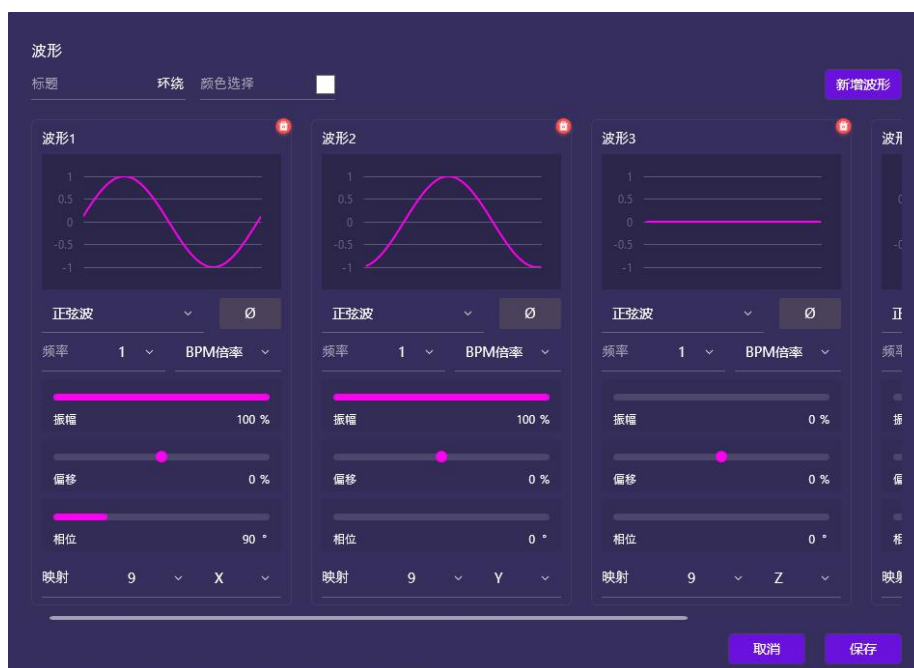 波形
标题 环绕 颜色选择 新增波形
波形1 波形2 波形3
1 1 1
0.5 0.5 0.5
0 0 0
-0.5 -0.5 -0.5
-1 -1 -1
正弦波 Ø 正弦波 Ø 正弦波 Ø
频率 1 BPM倍率 频率 1 BPM倍率 频率 1 BPM倍率
振幅 100 % 振幅 100 % 振幅 0 %
偏移 0 % 偏移 0 % 偏移 0 %
相位 90 ° 相位 0 ° 相位 0 °
映射 9 X 映射 9 Y 映射 9 Z
取消 保存